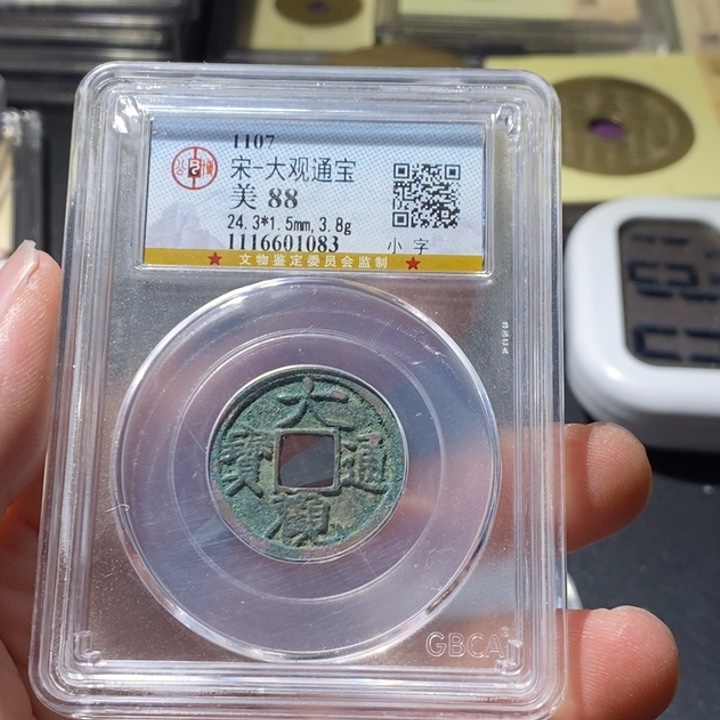 1107
宋-大观通宝
美 88
24.3*1.5mm,3.8g
1116601083
小 字
★ 文物鉴定委员会监制 ★
大
寶 通
觀
GBCA